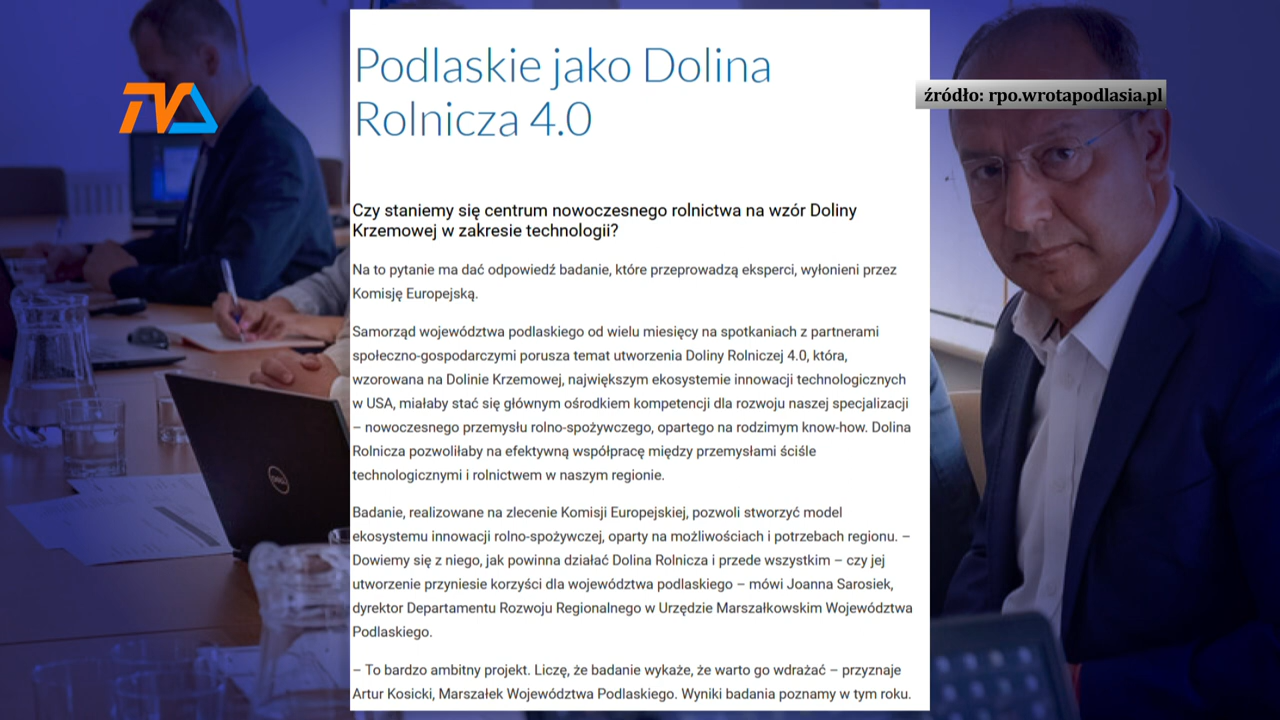 TVA
źródło: rpo.wrotapodlasia.pl
Podlaskie jako Dolina
Rolnicza 4.0
Czy staniemy się centrum nowoczesnego rolnictwa na wzór Doliny
Krzemowej w zakresie technologii?
Na to pytanie ma dać odpowiedź badanie, które przeprowadzą eksperci, wyłonieni przez
Komisję Europejską.
Samorząd województwa podlaskiego od wielu miesięcy na spotkaniach z partnerami
społeczno-gospodarczymi porusza temat utworzenia Doliny Rolniczej 4.0, która,
wzorowana na Dolinie Krzemowej, największym ekosystemie innowacji technologicznych
w USA, miałaby stać się głównym ośrodkiem kompetencji dla rozwoju naszej specjalizacji
– nowoczesnego przemysłu rolno-spożywczego, opartego na rodzimym know-how. Dolina
Rolnicza pozwoliłaby na efektywną współpracę między przemysłami ściśle
technologicznymi i rolnictwem w naszym regionie.
Badanie, realizowane na zlecenie Komisji Europejskiej, pozwoli stworzyć model
ekosystemu innowacji rolno-spożywczej, oparty na możliwościach i potrzebach regionu. –
Dowiemy się z niego, jak powinna działać Dolina Rolnicza i przede wszystkim – czy jej
utworzenie przyniesie korzyści dla województwa podlaskiego – mówi Joanna Sarosiek,
dyrektor Departamentu Rozwoju Regionalnego w Urzędzie Marszałkowskim Województwa
Podlaskiego.
– To bardzo ambitny projekt. Liczę, że badanie wykaże, że warto go wdrażać – przyznaje
Artur Kosicki, Marszałek Województwa Podlaskiego. Wyniki badania poznamy w tym roku.
DELL